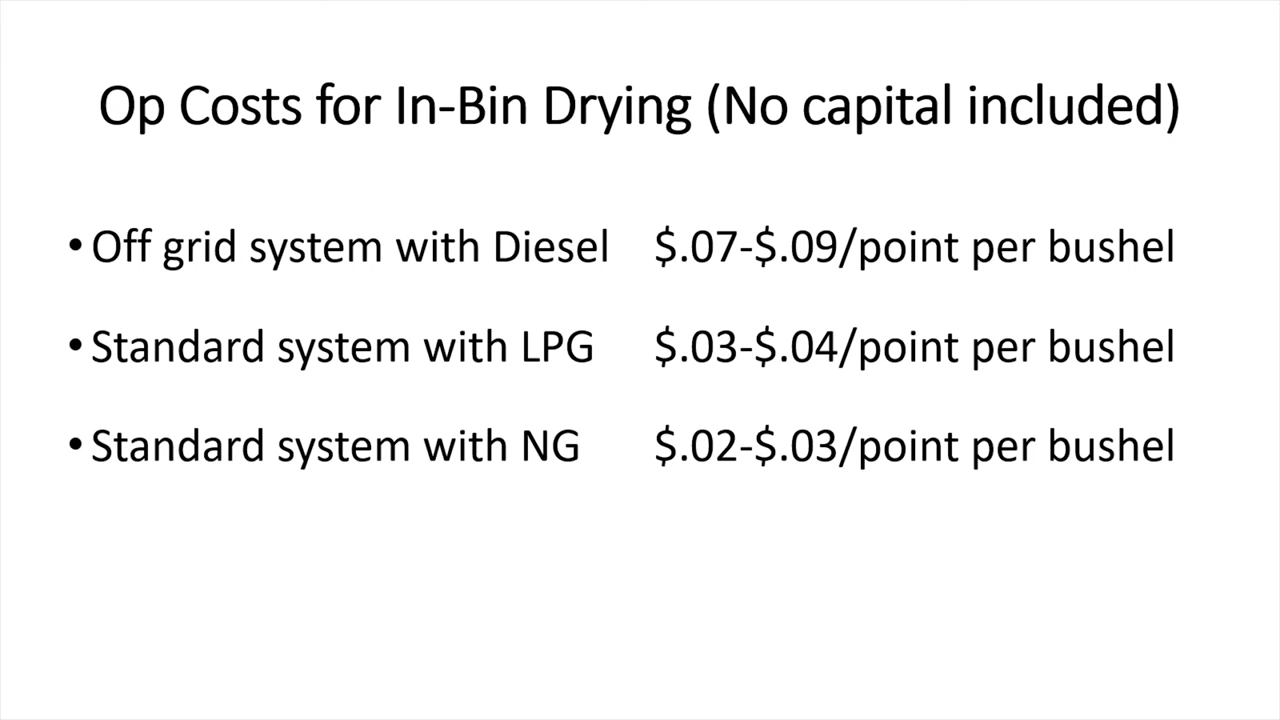 Op Costs for In-Bin Drying (No capital included)
• Off grid system with Diesel $.07-$.09/point per bushel
• Standard system with LPG $.03-$.04/point per bushel
• Standard system with NG $.02-$.03/point per bushel